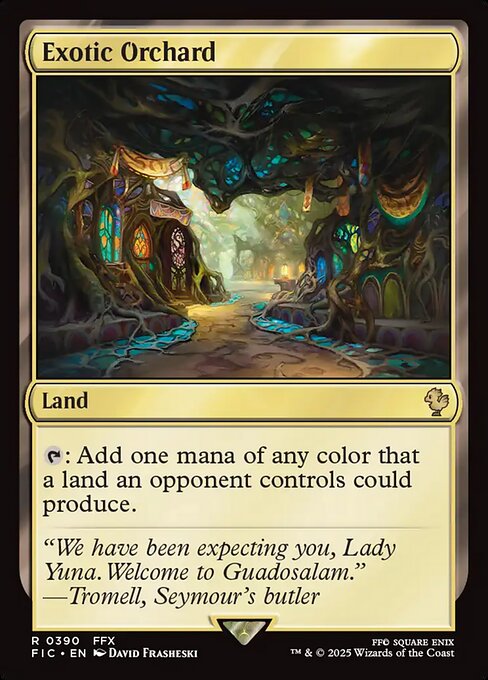 Exotic Orchard
Land
: Add one mana of any color that
a land an opponent controls could
produce.
“We have been expecting you, Lady
Yuna. Welcome to Guadosalam.”
—Tromell, Seymour's butler
R 0390 FFX
FIC • EN DAVID FRASHESKI
FFX © SQUARE ENIX
™ & © 2025 Wizards of the Coast